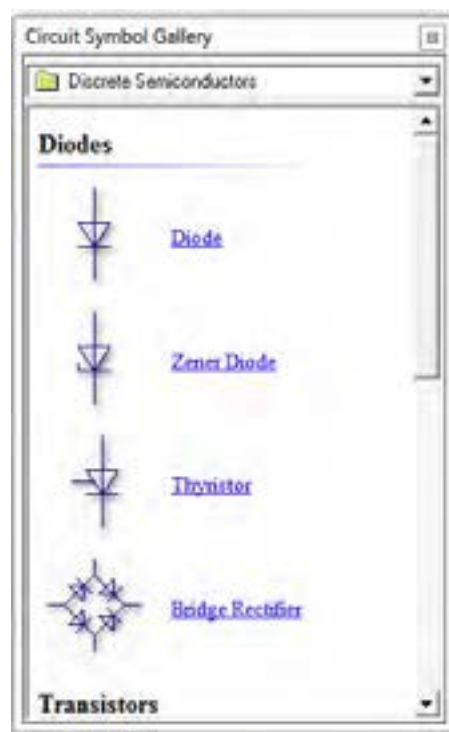 Circuit Symbol Gallery
Discrete Semiconductors
Diodes
Diode
Zener Diode
Thyristor
Bridge Rectifier
Transistors